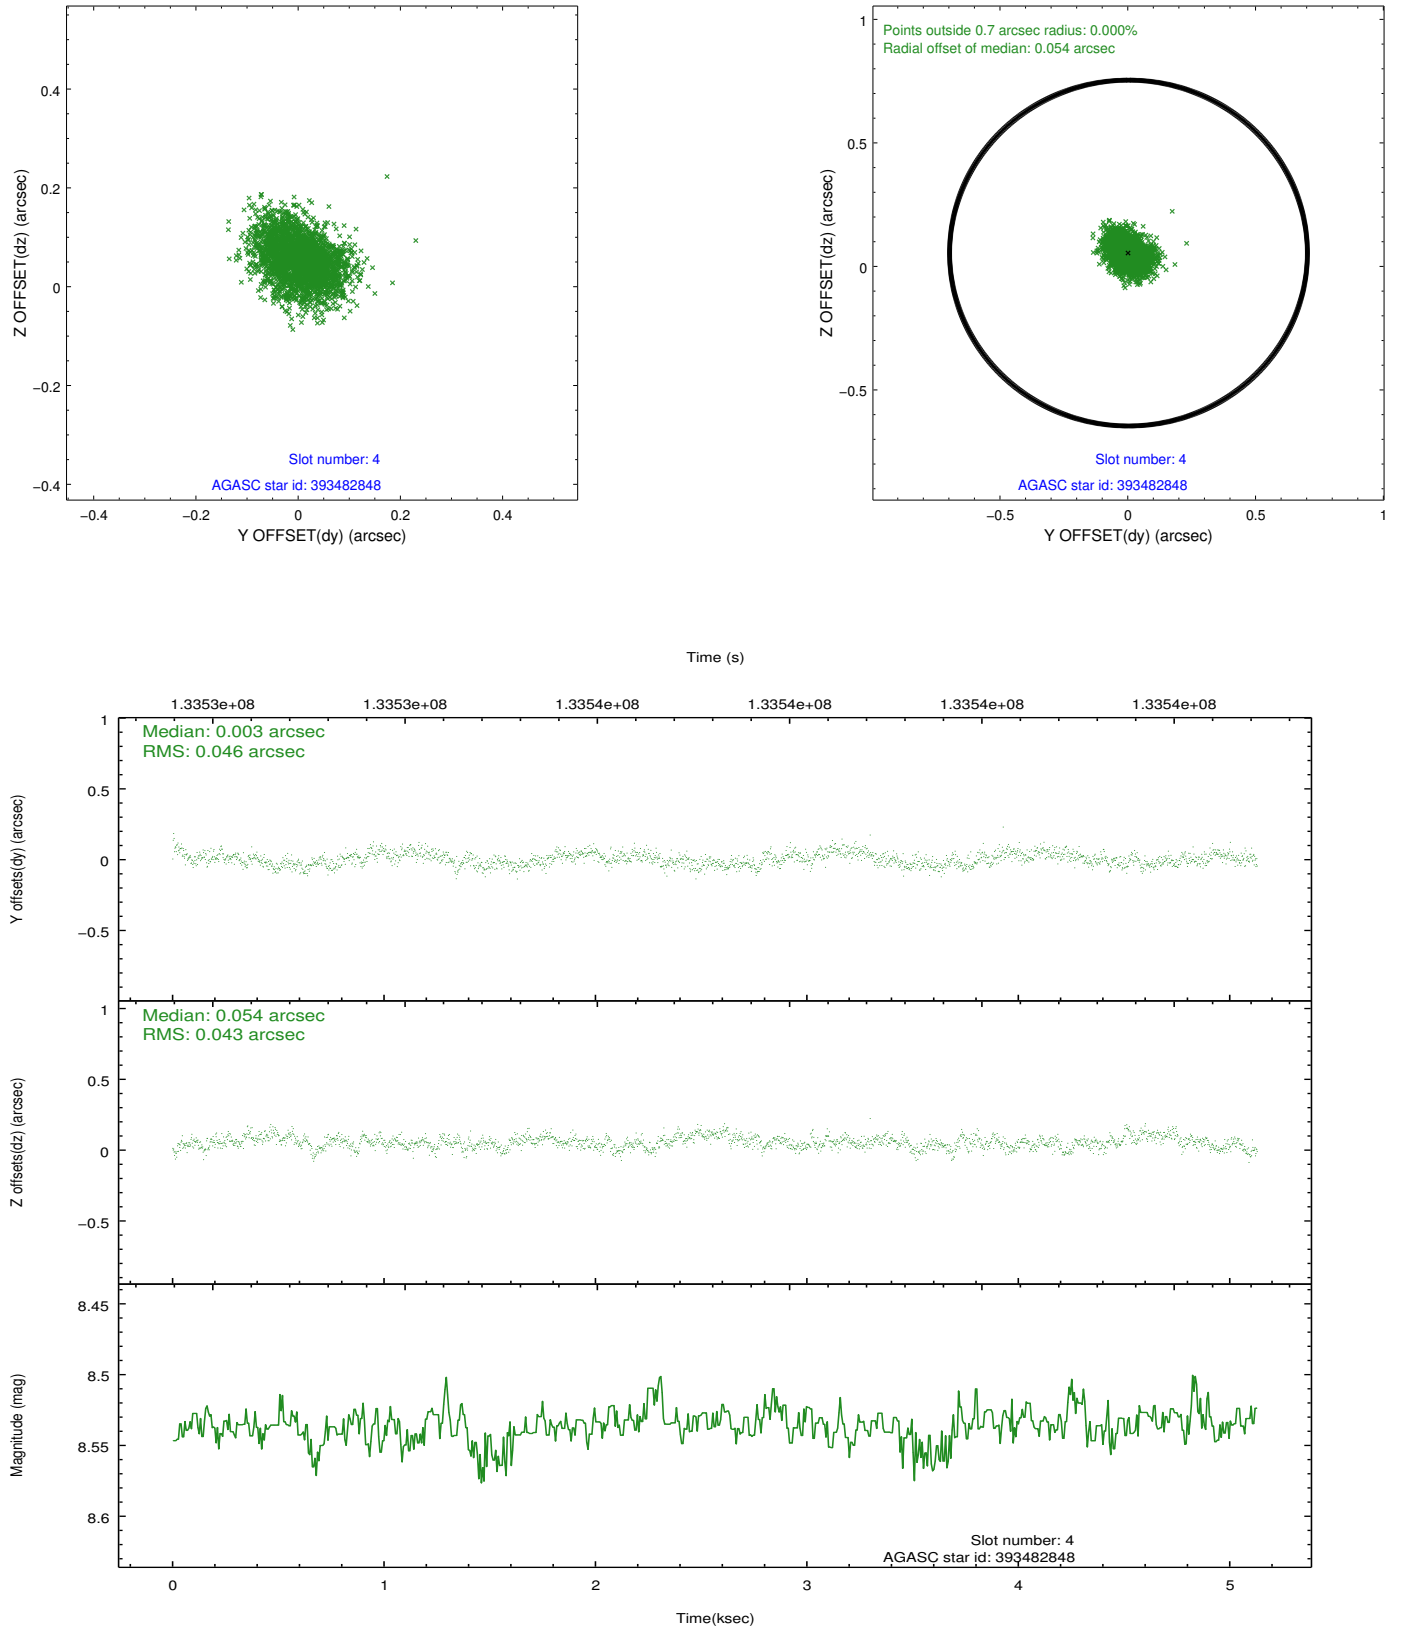 0.4
0.2
0
−0.2
−0.4
Z OFFSET(dz) (arcsec)
Slot number: 4
AGASC star id: 393482848
−0.4 −0.2 0 0.2 0.4
Y OFFSET(dy) (arcsec)
Points outside 0.7 arcsec radius: 0.000%
Radial offset of median: 0.054 arcsec
1
0.5
0
−0.5
Z OFFSET(dz) (arcsec)
Slot number: 4
AGASC star id: 393482848
−0.5 0 0.5 1
Y OFFSET(dy) (arcsec)
Time (s)
1.3353e+08 1.3353e+08 1.3354e+08 1.3354e+08 1.3354e+08 1.3354e+08
Median: 0.003 arcsec
RMS: 0.046 arcsec
1
0.5
0
−0.5
Y offsets(dy) (arcsec)
Median: 0.054 arcsec
RMS: 0.043 arcsec
1
0.5
0
−0.5
Z offsets(dz) (arcsec)
8.45
8.5
8.55
8.6
Magnitude (mag)
Slot number: 4
AGASC star id: 393482848
0 1 2 3 4 5
Time(ksec)